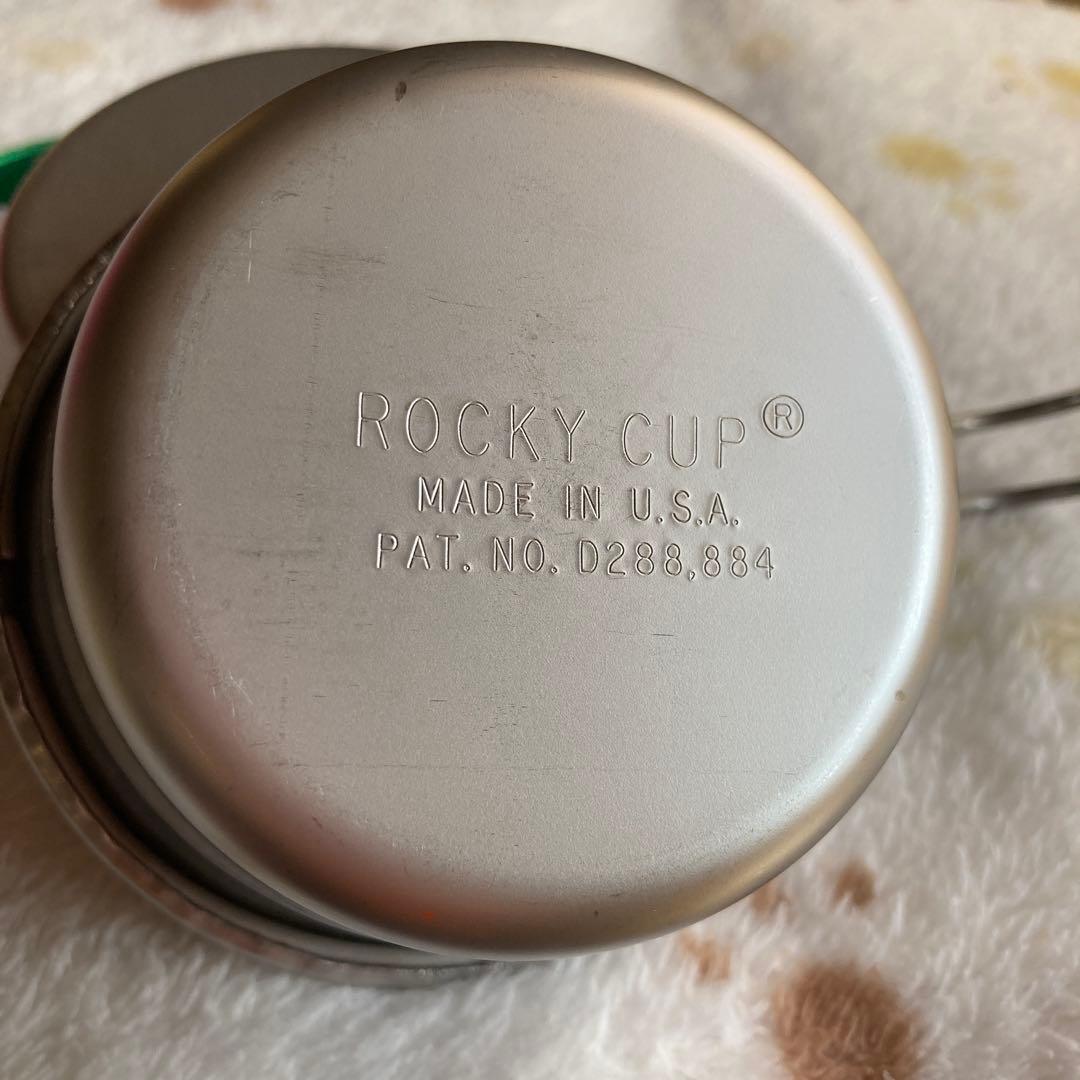 ROCKY CUP®
MADE IN U.S.A.
PAT. NO. D288,884